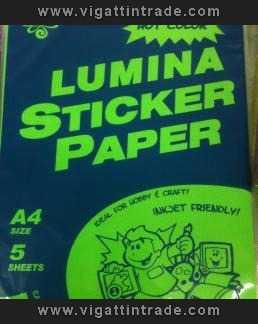 www.vigattintrade.com
HOT COLOR
LUMINA
STICKER
PAPER
A4
SIZE
5
SHEETS
IDEAL FOR HOBBY & CRAFT!
INKJET FRIENDLY!
www.vigattintrade.com